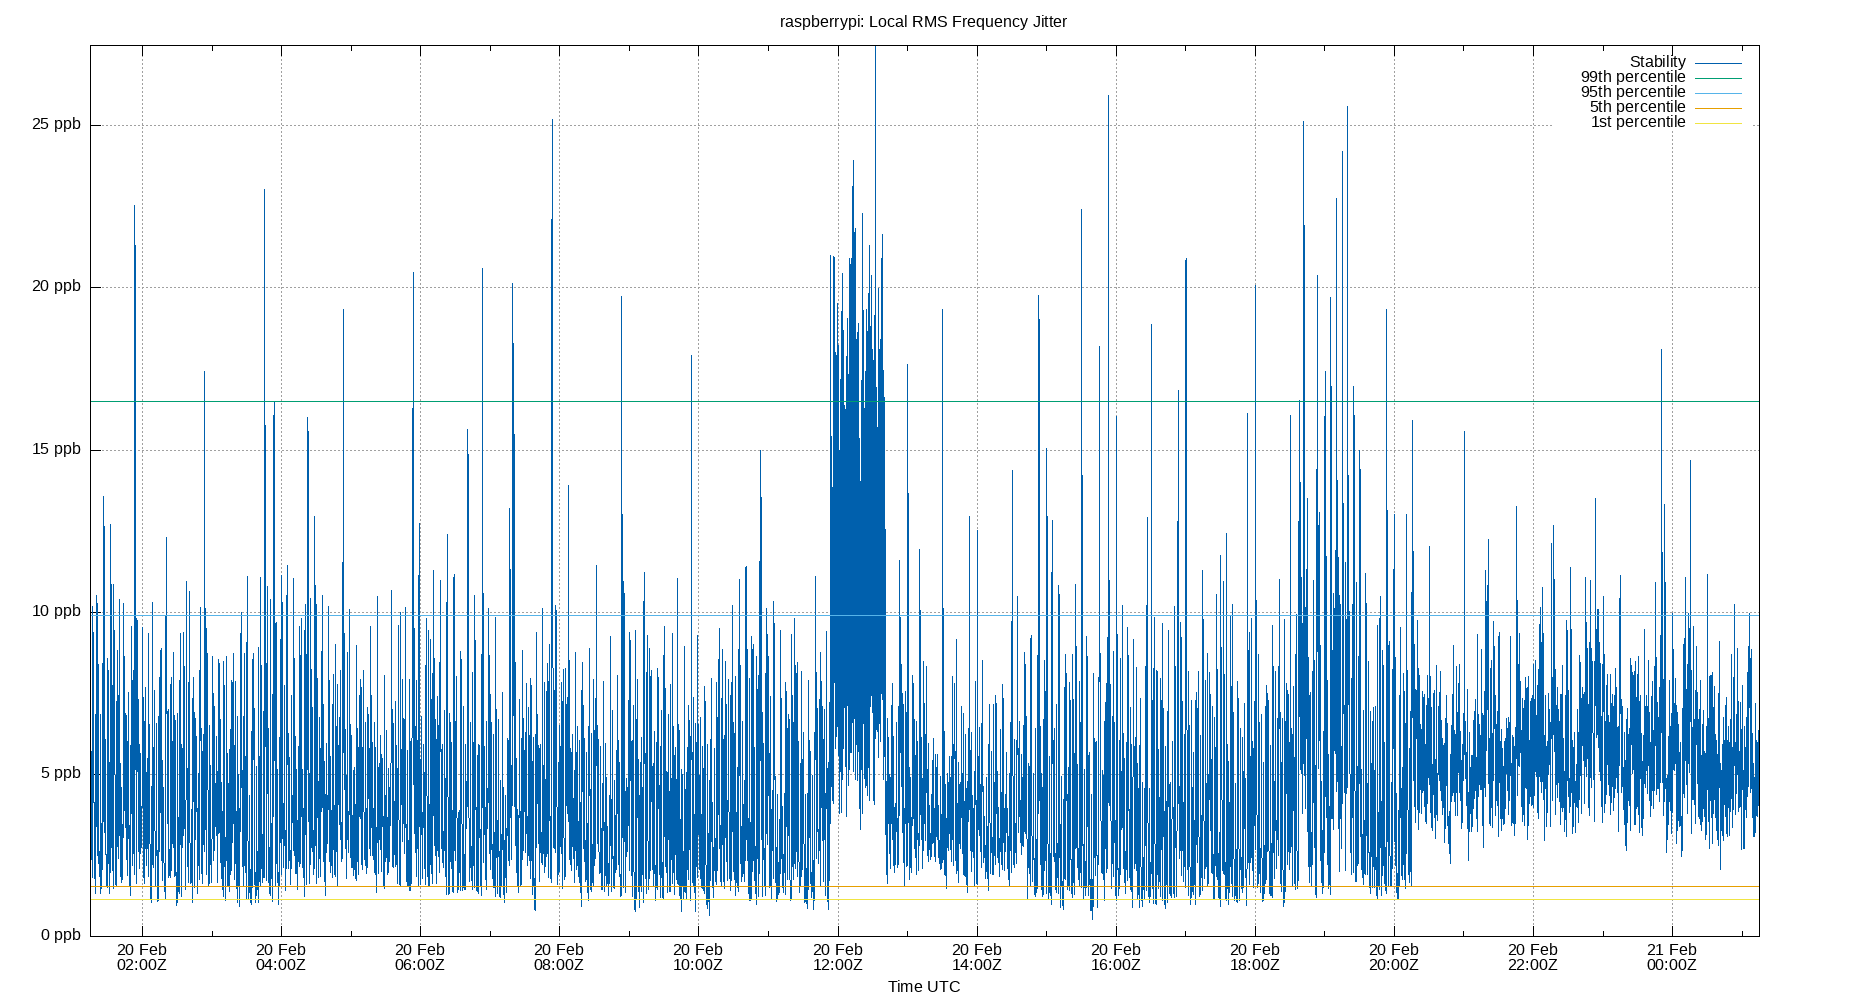 raspberrypi: Local RMS Frequency Jitter
Stability
99th percentile
95th percentile
5th percentile
1st percentile
25 ppb
20 ppb
15 ppb
10 ppb
5 ppb
0 ppb
20 Feb 20 Feb 20 Feb 20 Feb 20 Feb 20 Feb 20 Feb 20 Feb 20 Feb 20 Feb 20 Feb 21 Feb
02:00Z 04:00Z 06:00Z 08:00Z 10:00Z 12:00Z 14:00Z 16:00Z 18:00Z 20:00Z 22:00Z 00:00Z
Time UTC